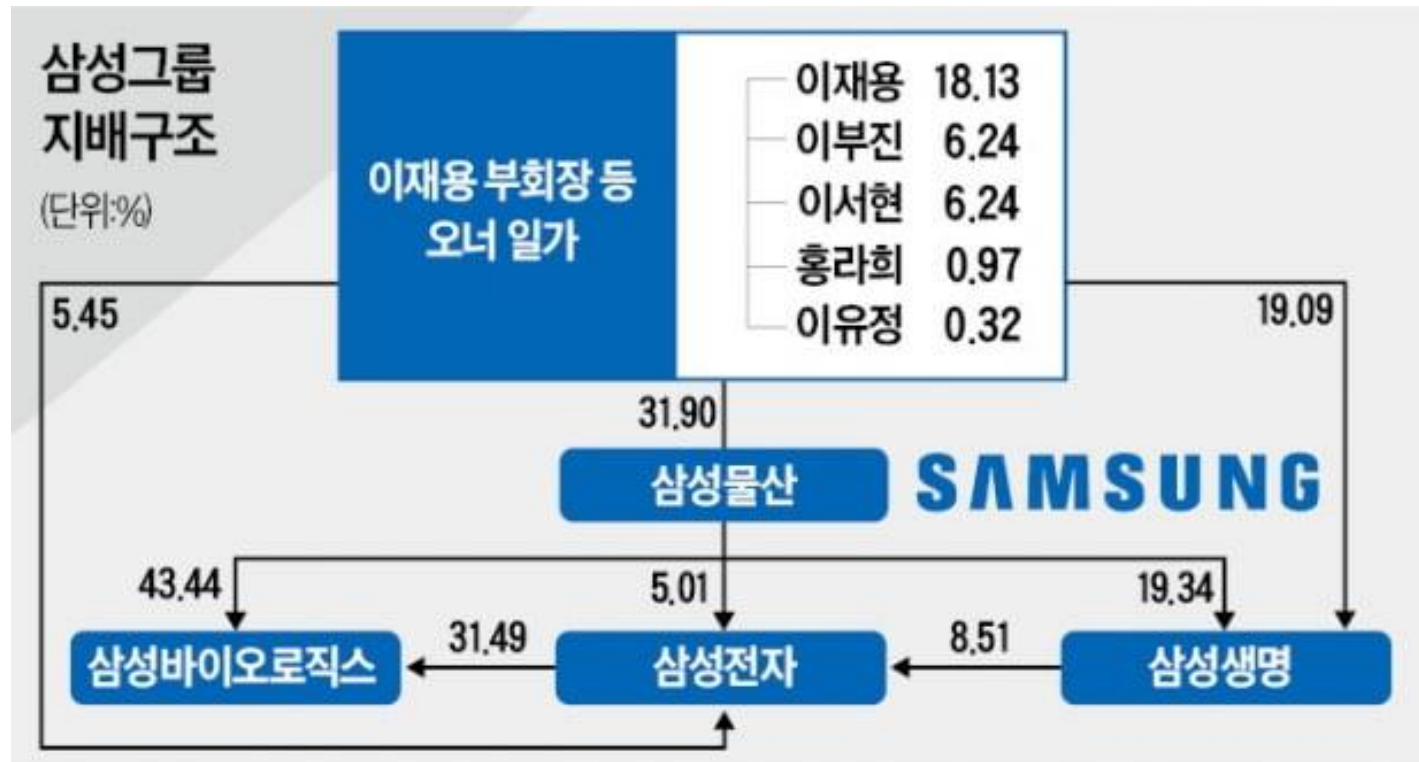 삼성그룹
지배구조
(단위:%)
이재용 부회장 등
오너 일가
이재용 18.13
이부진 6.24
이서현 6.24
홍라희 0.97
이유정 0.32
5.45
19.09
31.90
삼성물산
SAMSUNG
43.44
5.01
19.34
31.49
8.51
삼성바이오로직스
삼성전자
삼성생명